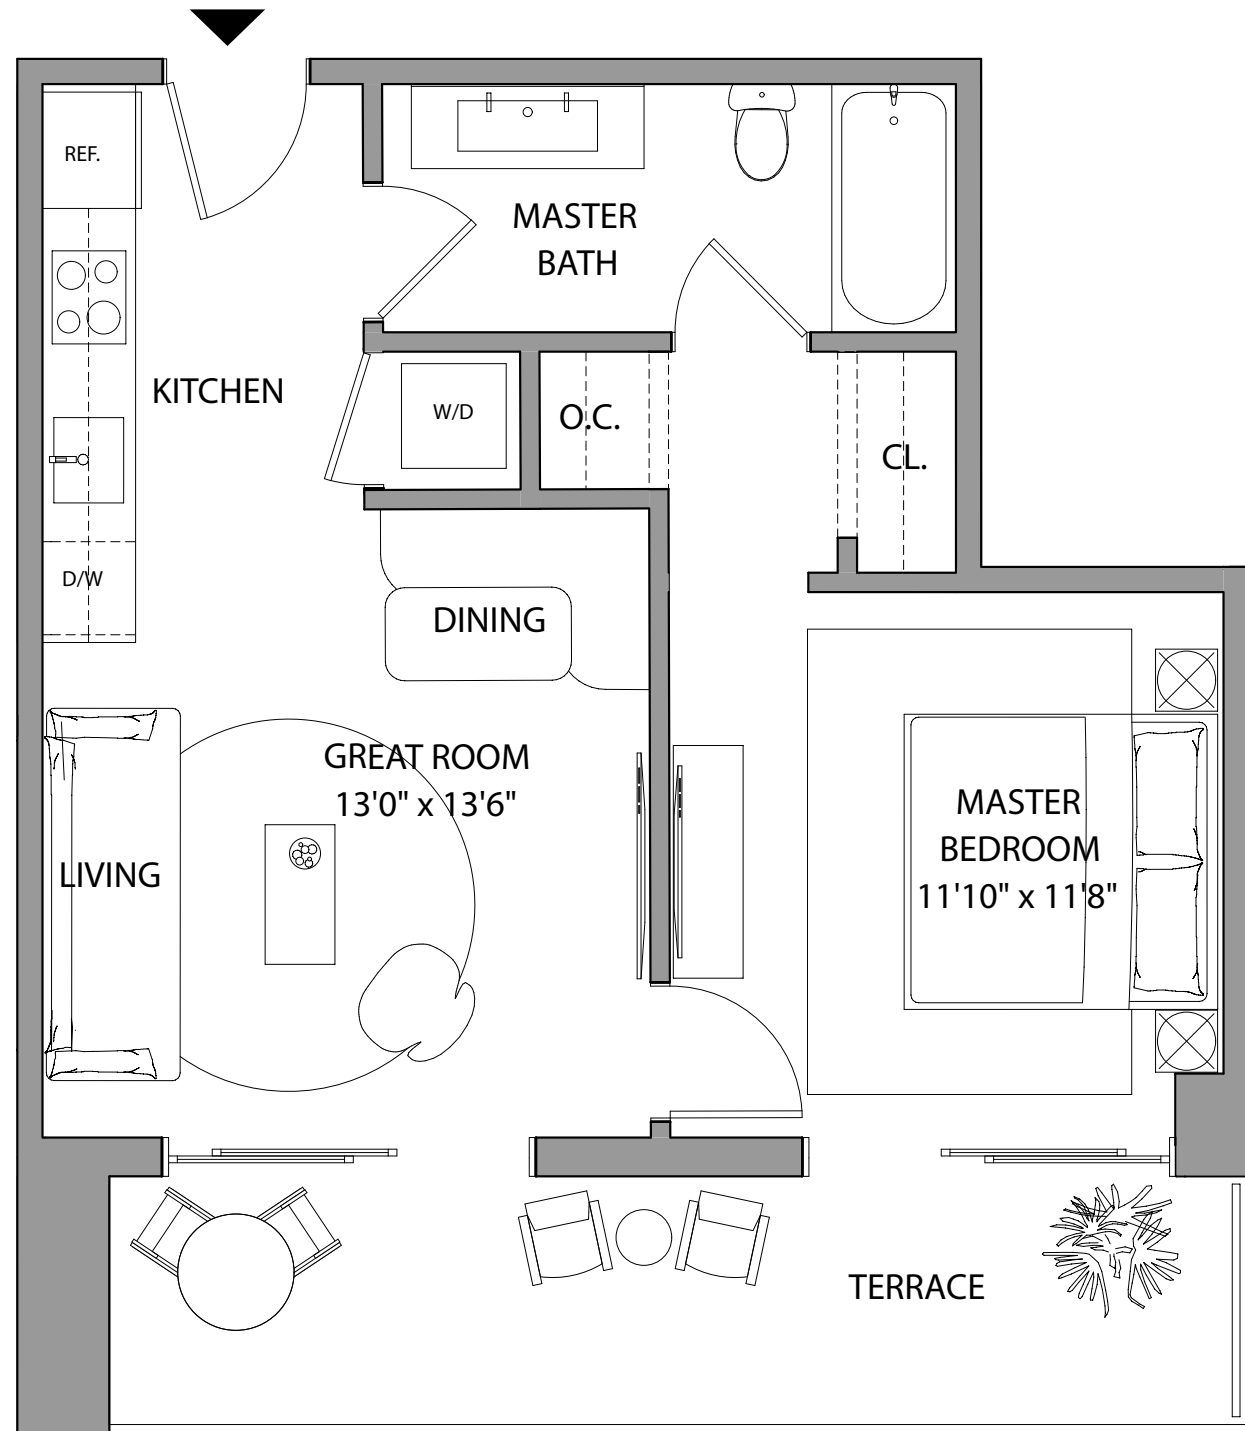 REF.
MASTER
BATH
KITCHEN
W/D
O.C.
CL.
D/W
DINING
GREAT ROOM
13'0" x 13'6"
MASTER
BEDROOM
11'10" x 11'8"
LIVING
TERRACE